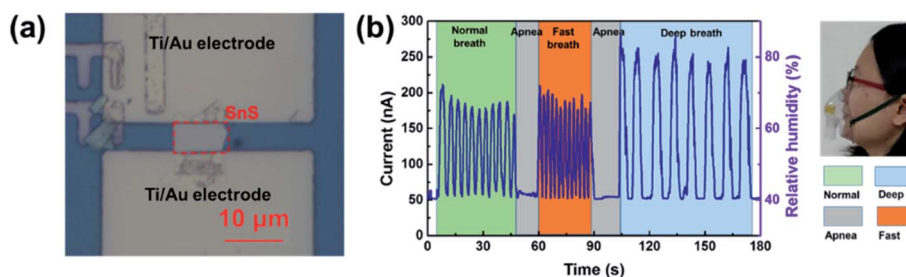 (a)
Ti/Au electrode
SnS
Ti/Au electrode
10 μm
(b)
Current (nA)
300
250
200
150
100
50
0
Normal
breath
Apnea
Fast
breath
Apnea
Deep breath
0 30 60 90 120 150 180
Time (s)
80
60
40
Relative humidity (%)
Normal
Deep
Apnea
Fast